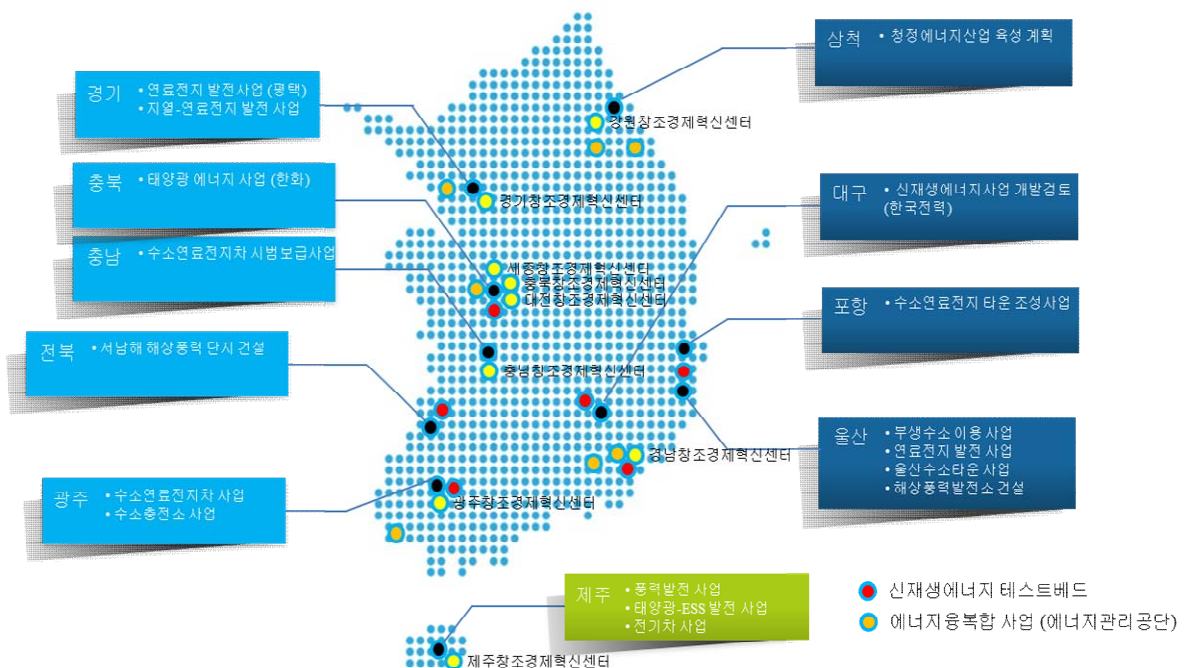 삼척
• 청정에너지산업 육성 계획
경기
• 연료전지 발전사업 (평택)
• 지열-연료전지 발전 사업
강원창조경제혁신센터
충북
• 태양광 에너지 사업 (한화)
경기창조경제혁신센터
대구
• 신재생에너지사업 개발검토
(한국전력)
충남
• 수소연료전지차 시범보급사업
세종창조경제혁신센터
충북창조경제혁신센터
대전창조경제혁신센터
포항
• 수소연료전지 타운 조성사업
전북
• 서남해 해상풍력 단시 건설
충남창조경제혁신센터
울산
• 부생수소 이용 사업
• 연료전지 발전 사업
• 울산수소타운 사업
• 해상풍력발전소 건설
경남창조경제혁신센터
광주
• 수소연료전지차 사업
• 수소충전소 사업
광주창조경제혁신센터
제주
• 풍력발전 사업
• 태양광-ESS 발전 사업
• 전기차 사업
제주창조경제혁신센터
신재생에너지 테스트베드
에너지융복합 사업 (에너지관리공단)